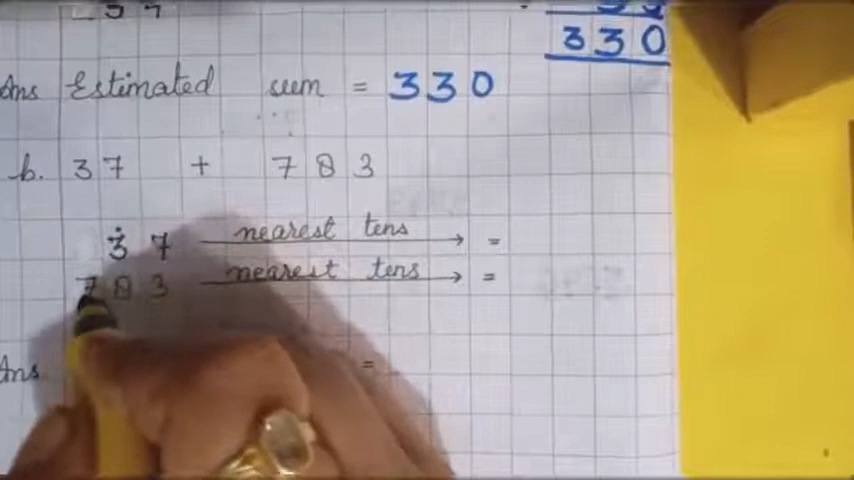 330
Ans Estimated sum = 330
b. 37 + 783
37 nearest tens =
783 nearest tens =
Ans =